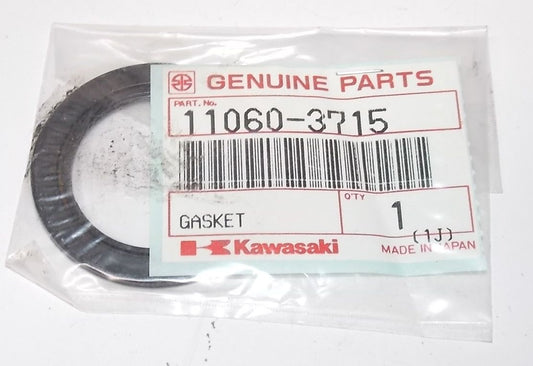 GENUINE PARTS
PART. No.
11060-3715
GASKET
Q'TY
1
(1J)
Kawasaki
MADE IN JAPAN